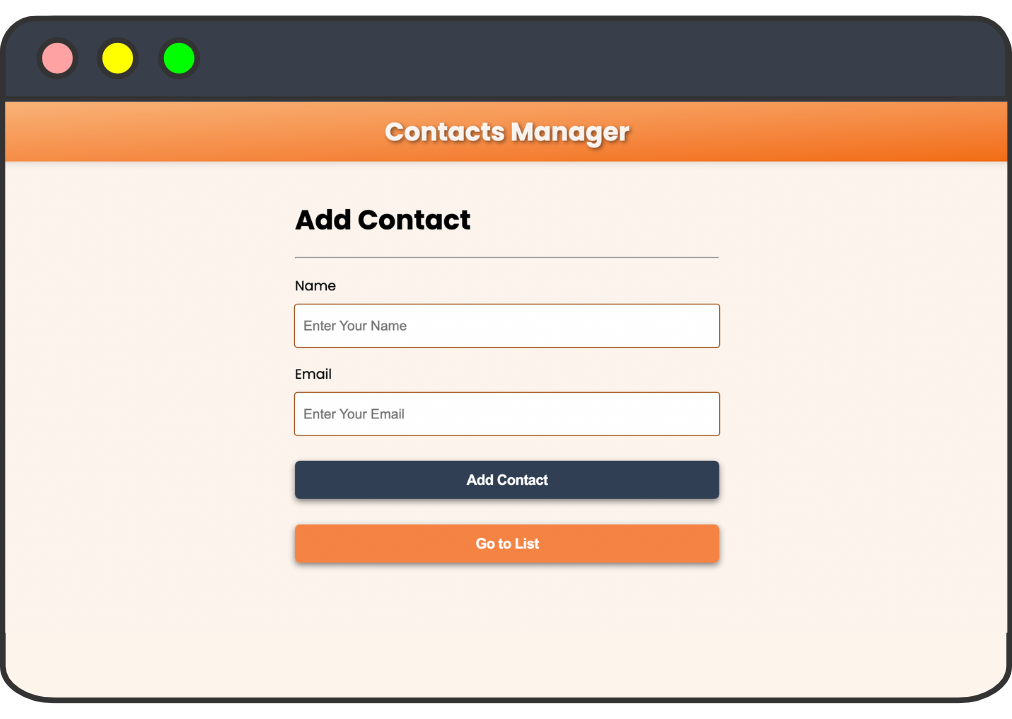 Contacts Manager
Add Contact
Name
Enter Your Name
Email
Enter Your Email
Add Contact
Go to List